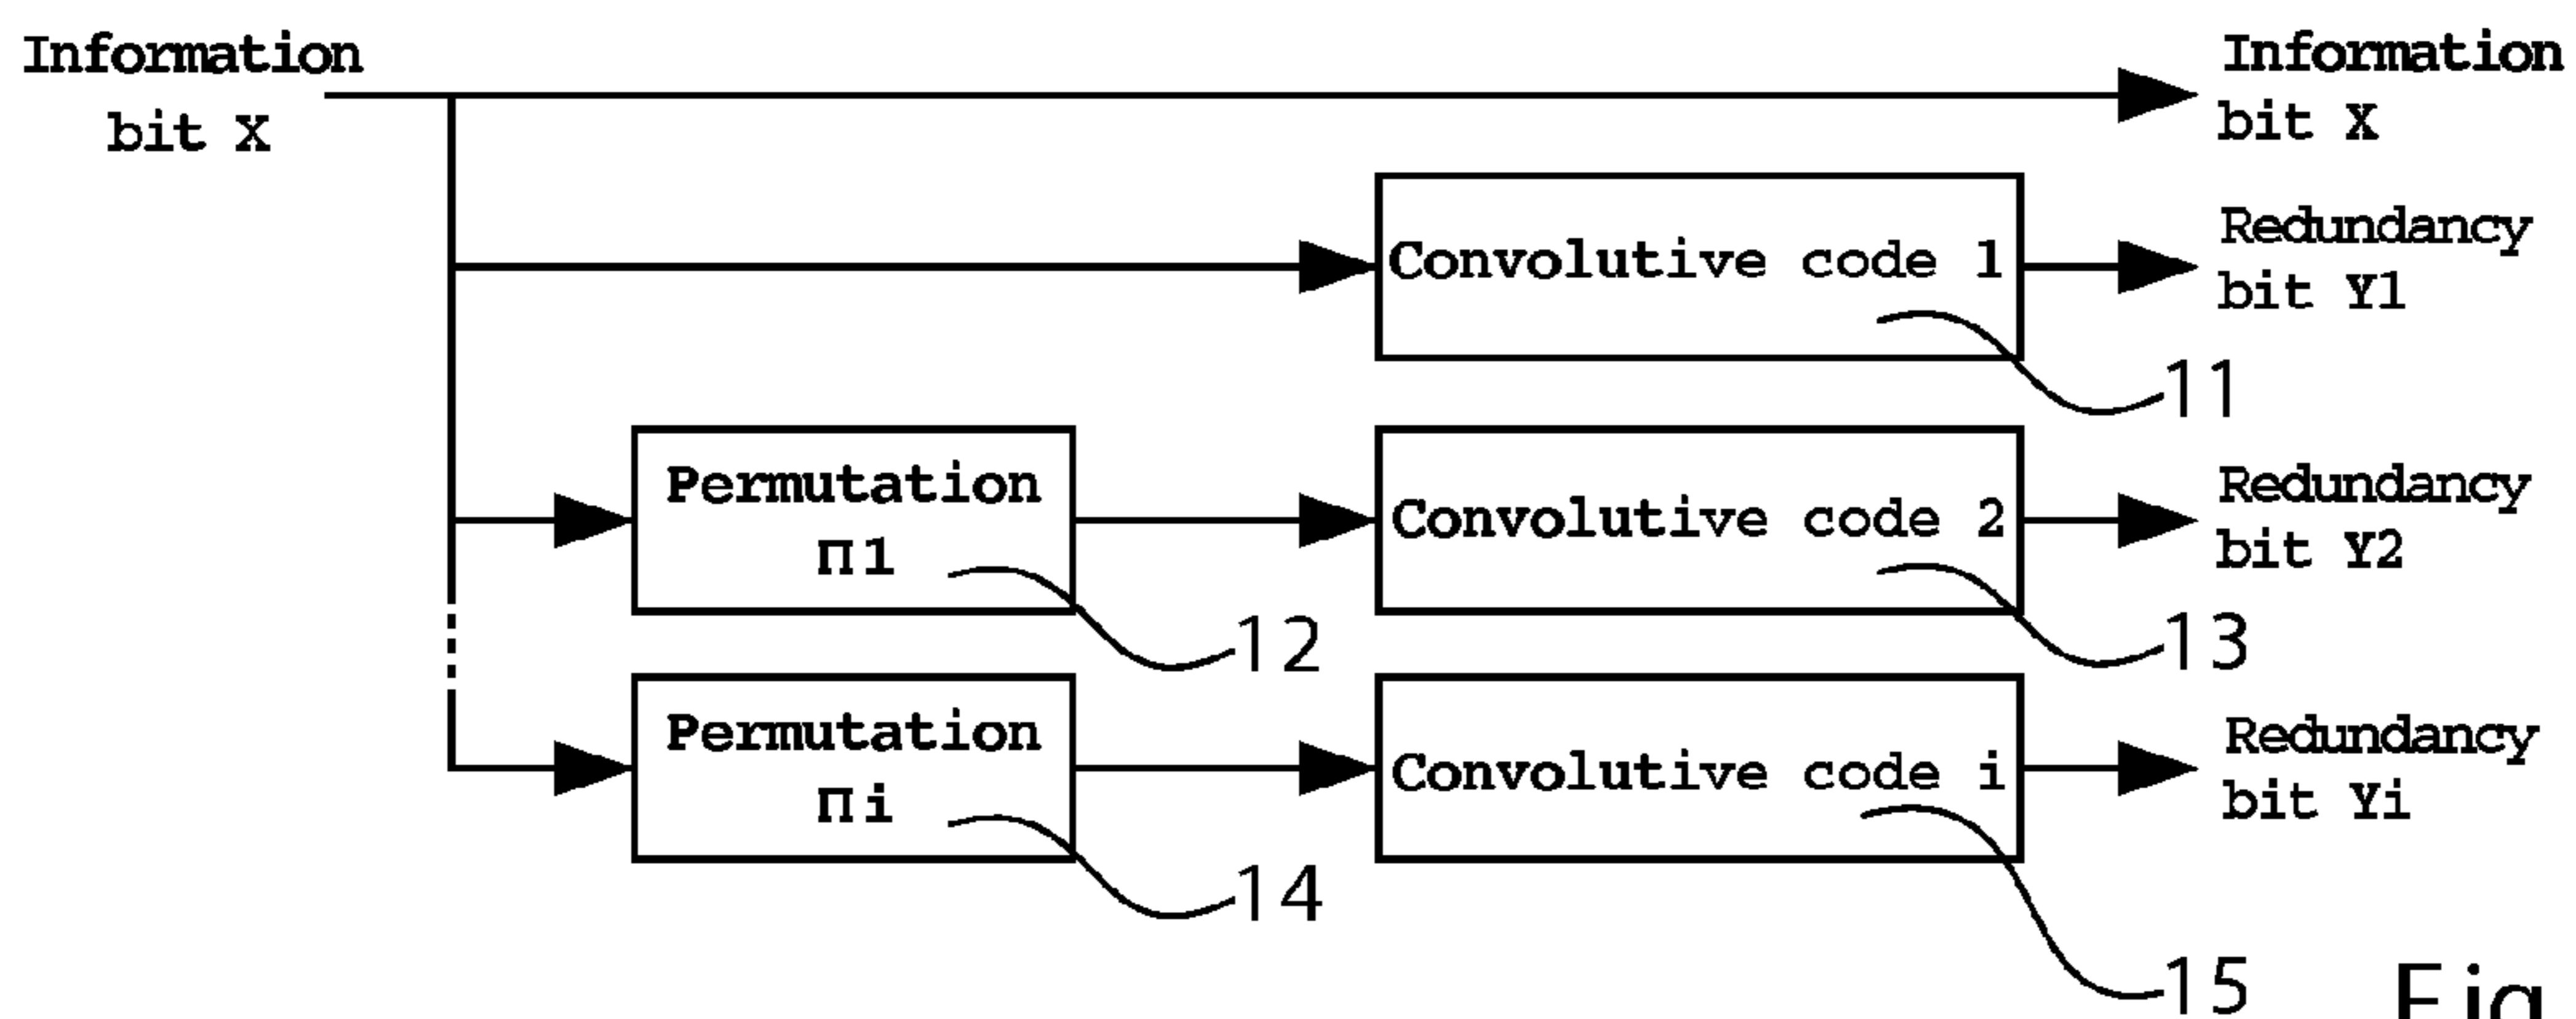 Information
bit X
Information
bit X
Convolutive code 1
Redundancy
bit Y1
11
Permutation
Π1
12
Convolutive code 2
13
Redundancy
bit Y2
Permutation
Πi
14
Convolutive code i
15
Redundancy
bit Yi
Fig